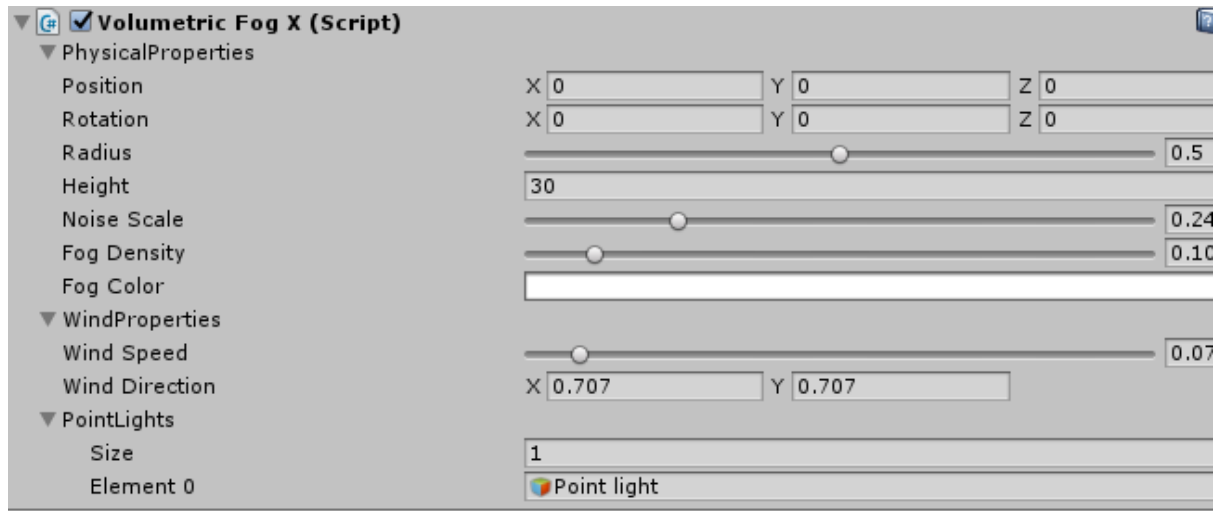 Volumetric Fog X (Script)
PhysicalProperties
Position X 0 Y 0 Z 0
Rotation X 0 Y 0 Z 0
Radius 0.5
Height 30
Noise Scale 0.24
Fog Density 0.10
Fog Color
WindProperties
Wind Speed 0.07
Wind Direction X 0.707 Y 0.707
PointLights
Size 1
Element 0 Point light